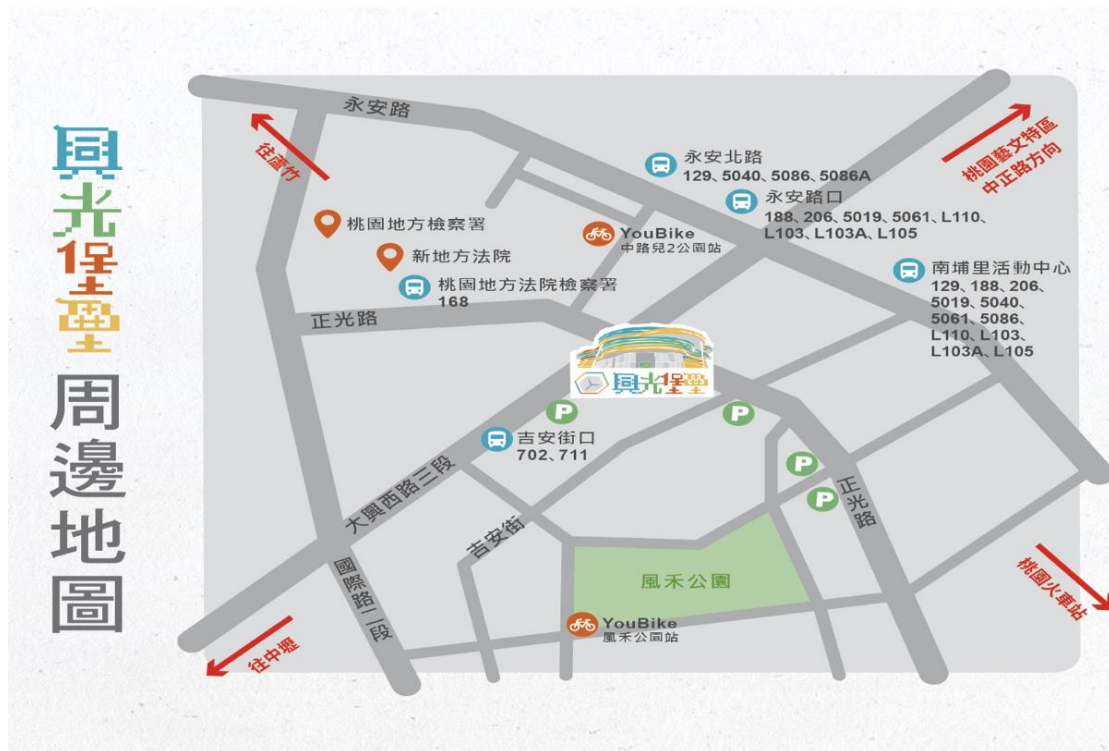 興光堡壘周邊地圖
永安路
往蘆竹
永安北路
129、5040、5086、5086A
桃園藝文特區
中正路方向
永安路口
188、206、5019、5061、L110、
L103、L103A、L105
桃園地方檢察署
YouBike
中路兒2公園站
新地方法院
桃園地方法院檢察署
168
南埔里活動中心
129、188、206、
5019、5040、
5061、5086、
L110、L103、
L103A、L105
正光路
興光堡壘
P
P
吉安街口
702、711
P
P
大興西路三段
正光路
吉安街
國際路二段
風禾公園
桃園火車站
YouBike
風禾公園站
往中壢